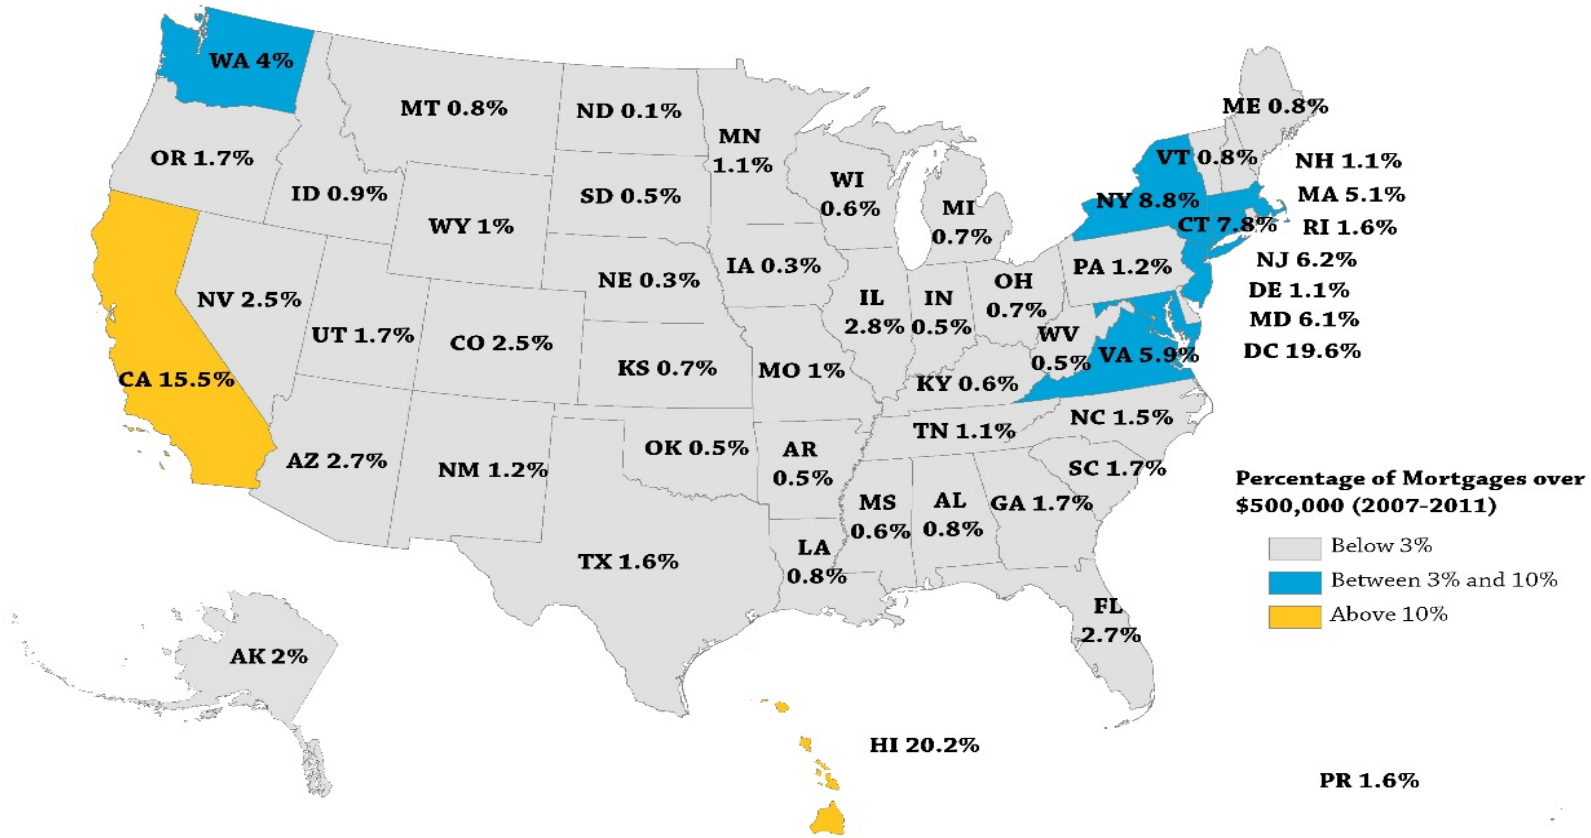 WA 4%
MT 0.8%
ND 0.1%
MN
1.1%
ME 0.8%
OR 1.7%
ID 0.9%
SD 0.5%
WI
0.6%
VT 0.8%
NH 1.1%
MA 5.1%
RI 1.6%
NY 8.8%
CT 7.8%
WY 1%
MI
0.7%
NJ 6.2%
DE 1.1%
MD 6.1%
DC 19.6%
NV 2.5%
UT 1.7%
CO 2.5%
NE 0.3%
IA 0.3%
IL
2.8%
IN
0.5%
OH
0.7%
PA 1.2%
WV
0.5%
VA 5.9%
CA 15.5%
KS 0.7%
MO 1%
KY 0.6%
NC 1.5%
TN 1.1%
AZ 2.7%
NM 1.2%
OK 0.5%
AR
0.5%
SC 1.7%
MS
0.6%
AL
0.8%
GA 1.7%
TX 1.6%
LA
0.8%
FL
2.7%
AK 2%
HI 20.2%
PR 1.6%
Percentage of Mortgages over
$500,000 (2007-2011)
Below 3%
Between 3% and 10%
Above 10%